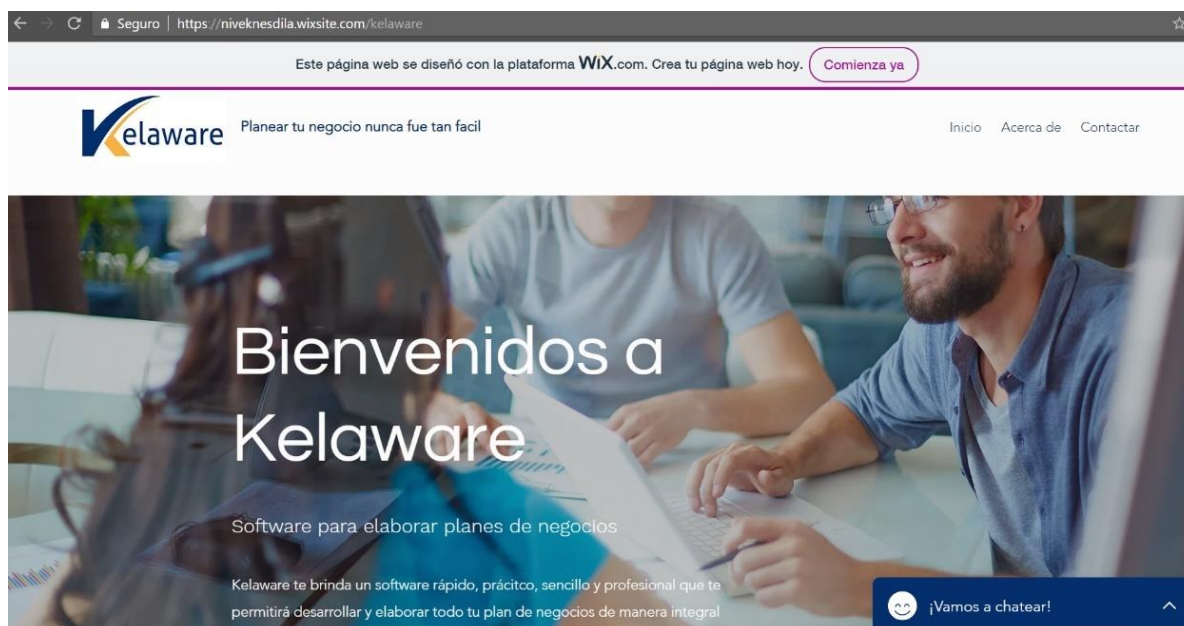 Seguro | https://niveknesdila.wixsite.com/kelaware
Este página web se diseñó con la plataforma WiX.com. Crea tu página web hoy. Comienza ya
Kelaware Planear tu negocio nunca fue tan facil Inicio Acerca de Contactar
Bienvenidos a
Kelaware
Software para elaborar planes de negocios
Kelaware te brinda un software rápido, prácitco, sencillo y profesional que te
permitirá desarrollar y elaborar todo tu plan de negocios de manera integral
¡Vamos a chatear!